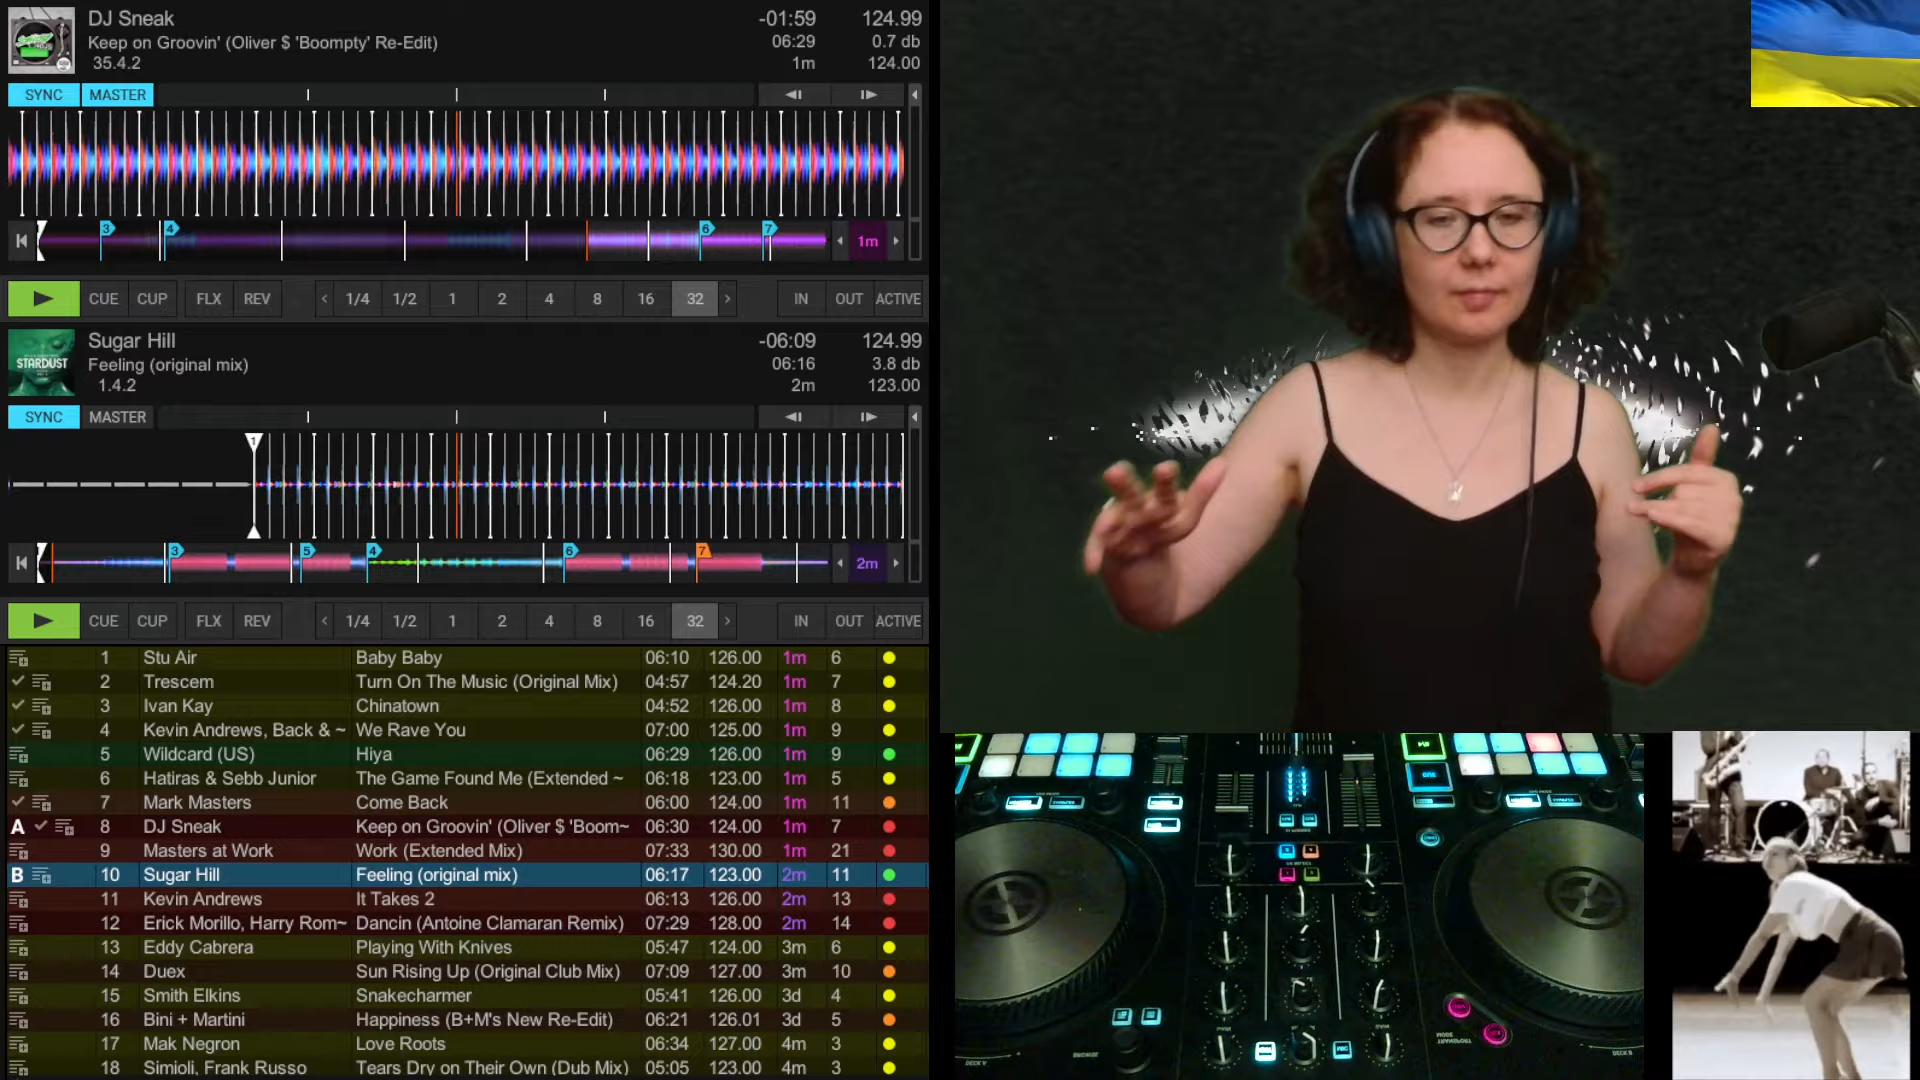 DJ Sneak -01:59 124.99
Keep on Groovin' (Oliver $ 'Boompty' Re-Edit) 06:29 0.7 db
35.4.2 1m 124.00
SYNC MASTER
3 4 6 7 1m
CUE CUP FLX REV 1/4 1/2 1 2 4 8 16 32 IN OUT ACTIVE
Sugar Hill -06:09 124.99
STARDUST Feeling (original mix) 06:16 3.8 db
1.4.2 2m 123.00
SYNC MASTER
1
3 5 4 6 7 2m
CUE CUP FLX REV 1/4 1/2 1 2 4 8 16 32 IN OUT ACTIVE
1 Stu Air Baby Baby 06:10 126.00 1m 6
2 Trescem Turn On The Music (Original Mix) 04:57 124.20 1m 7
3 Ivan Kay Chinatown 04:52 126.00 1m 8
4 Kevin Andrews, Back & ~ We Rave You 07:00 125.00 1m 9
5 Wildcard (US) Hiya 06:29 126.00 1m 9
6 Hatiras & Sebb Junior The Game Found Me (Extended ~ 06:18 123.00 1m 5
7 Mark Masters Come Back 06:00 124.00 1m 11
A 8 DJ Sneak Keep on Groovin' (Oliver $ 'Boom~ 06:30 124.00 1m 7
9 Masters at Work Work (Extended Mix) 07:33 130.00 1m 21
B 10 Sugar Hill Feeling (original mix) 06:17 123.00 2m 11
11 Kevin Andrews It Takes 2 06:13 126.00 2m 13
12 Erick Morillo, Harry Rom~ Dancin (Antoine Clamaran Remix) 07:29 128.00 2m 14
13 Eddy Cabrera Playing With Knives 05:47 124.00 3m 6
14 Duex Sun Rising Up (Original Club Mix) 07:09 127.00 3m 10
15 Smith Elkins Snakecharmer 05:41 126.00 3d 4
16 Bini + Martini Happiness (B+M's New Re-Edit) 06:21 126.01 3d 5
17 Mak Negron Love Roots 06:34 127.00 4m 3
18 Simioli, Frank Russo Tears Dry on Their Own (Dub Mix) 05:05 123.00 4m 3